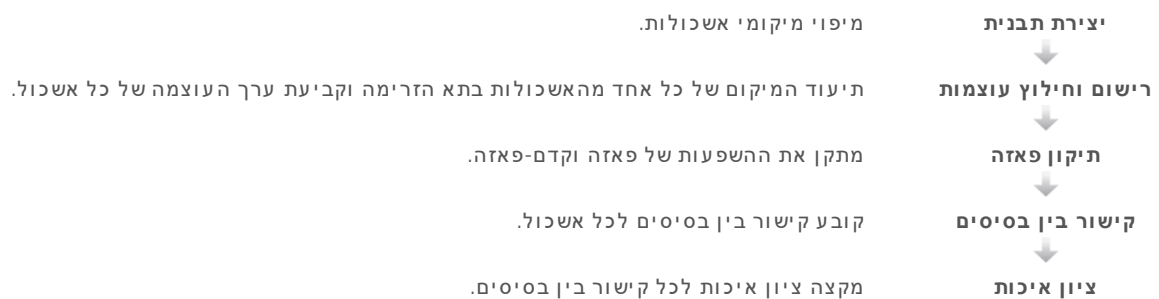 יצירת תבנית מיפוי מיקומי אשכולות.
רישום וחילוץ עוצמות תיעוד המיקום של כל אחד מהאשכולות בתא הזרימה וקביעת ערך העוצמה של כל אשכול.
תיקון פאזה מתקן את ההשפעות של פאזה וקדם-פאזה.
קישור בין בסיסים קובע קישור בין בסיסים לכל אשכול.
ציון איכות מקצה ציון איכות לכל קישור בין בסיסים.